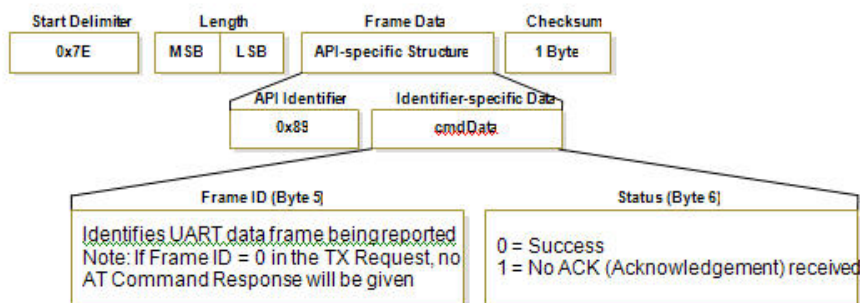 Start Delimiter Length Frame Data Checksum
0x7E MSB LSB API-specific Structure 1 Byte
API Identifier Identifier-specific Data
0x89 cmdData
Frame ID (Byte 5) Status (Byte 6)
Identifies UART data frame being reported
Note: If Frame ID = 0 in the TX Request, no
AT Command Response will be given
0 = Success
1 = No ACK (Acknowledgement) received